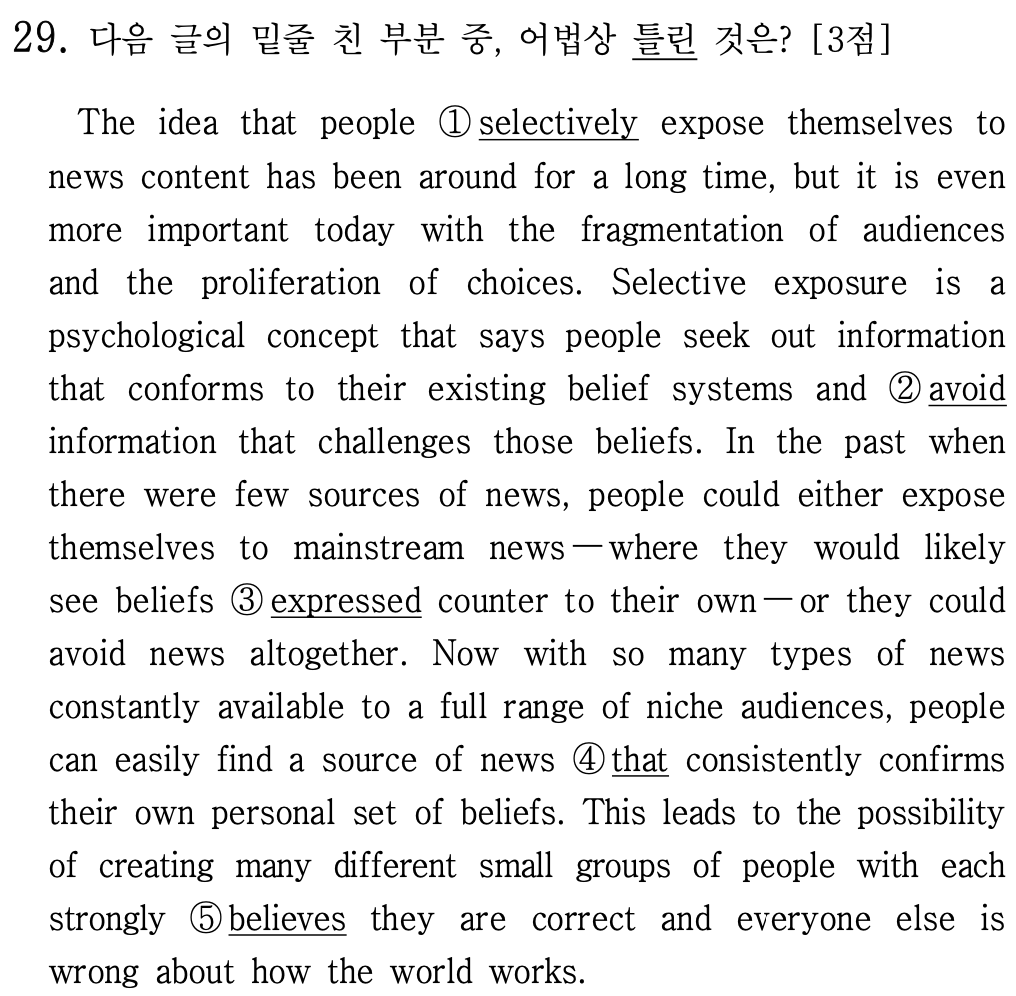 29. 다음 글의 밑줄 친 부분 중, 어법상 틀린 것은? [3점]
The idea that people ① selectively expose themselves to
news content has been around for a long time, but it is even
more important today with the fragmentation of audiences
and the proliferation of choices. Selective exposure is a
psychological concept that says people seek out information
that conforms to their existing belief systems and ② avoid
information that challenges those beliefs. In the past when
there were few sources of news, people could either expose
themselves to mainstream news — where they would likely
see beliefs ③ expressed counter to their own — or they could
avoid news altogether. Now with so many types of news
constantly available to a full range of niche audiences, people
can easily find a source of news ④ that consistently confirms
their own personal set of beliefs. This leads to the possibility
of creating many different small groups of people with each
strongly ⑤ believes they are correct and everyone else is
wrong about how the world works.